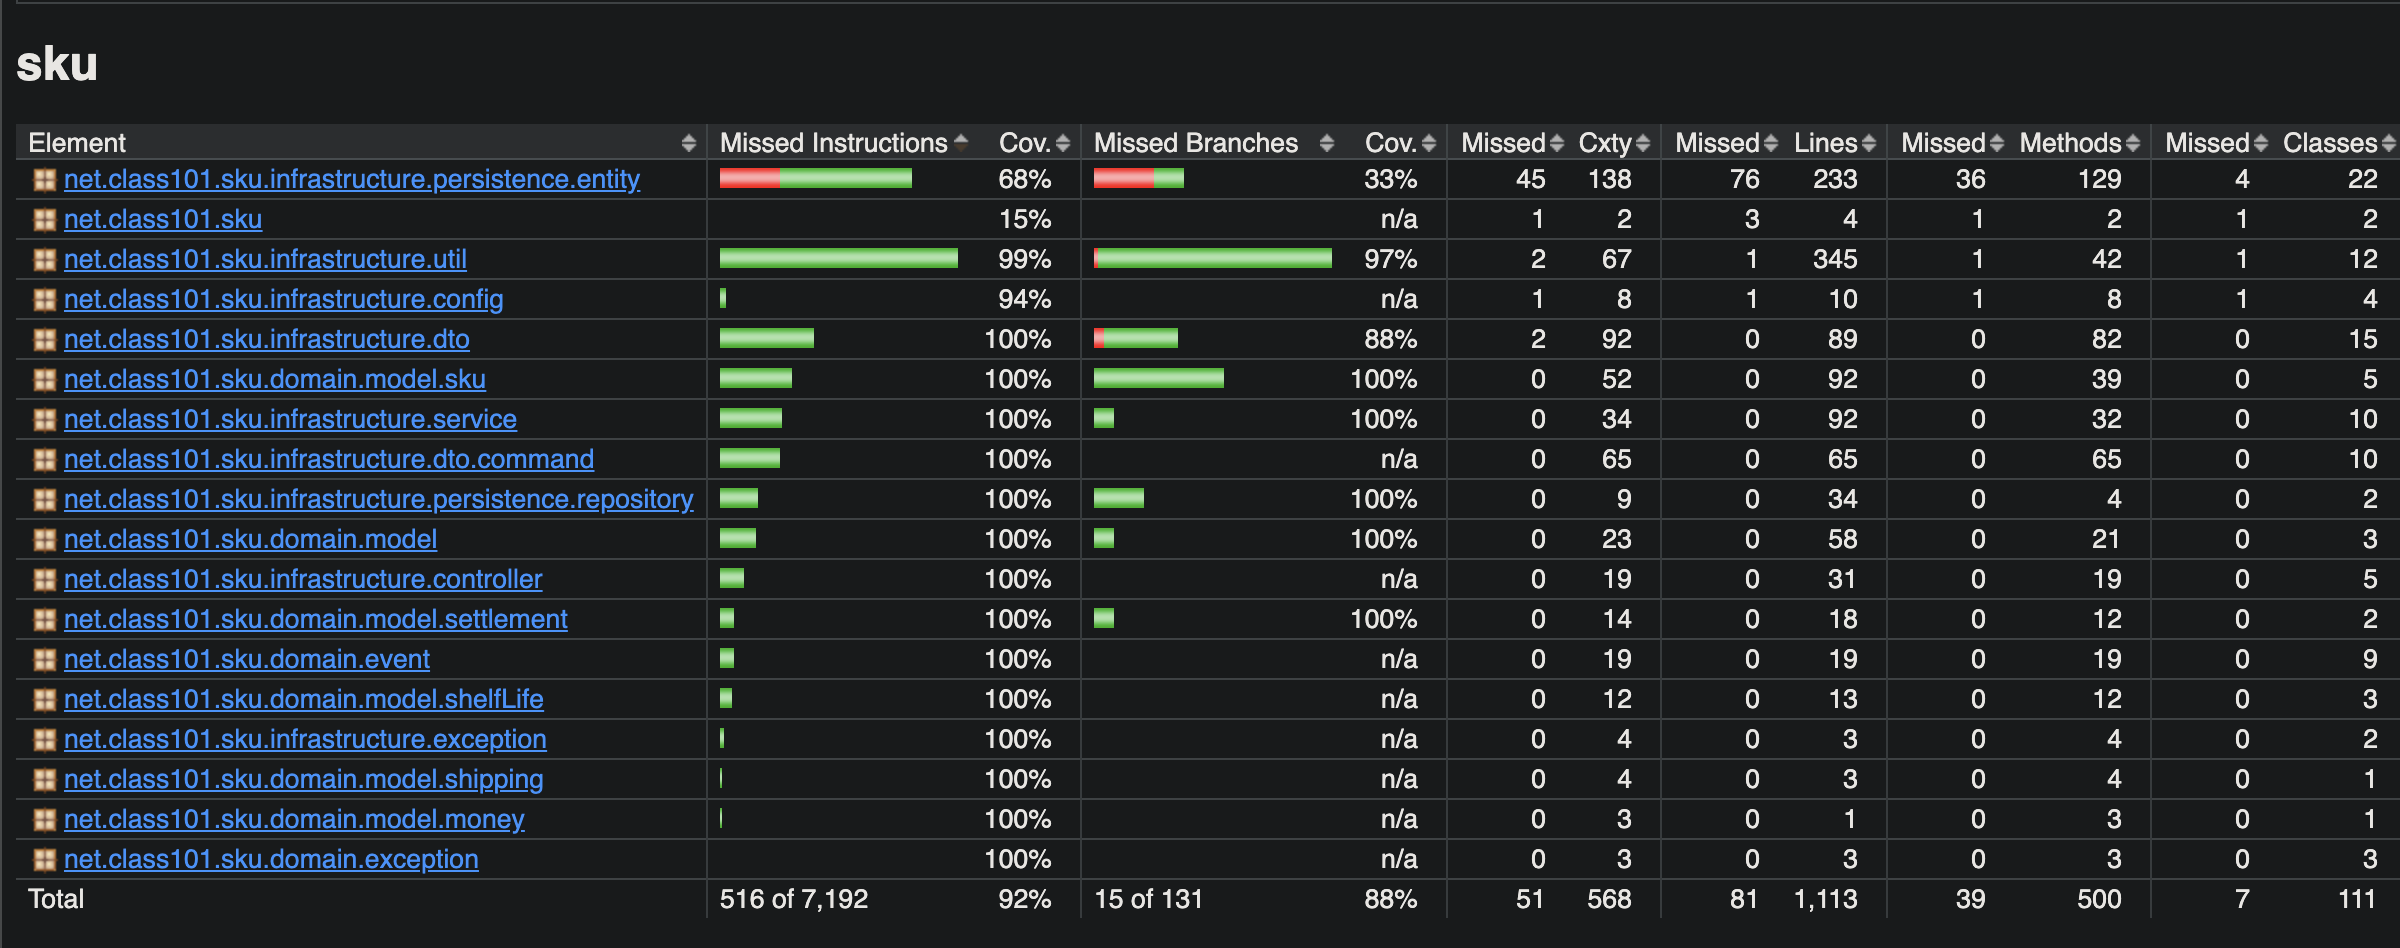 sku
Element Missed Instructions Cov. Missed Branches Cov. Missed Cxty Missed Lines Missed Methods Missed Classes
net.class101.sku.infrastructure.persistence.entity 68% 33% 45 138 76 233 36 129 4 22
net.class101.sku 15% n/a 1 2 3 4 1 2 1 2
net.class101.sku.infrastructure.util 99% 97% 2 67 1 345 1 42 1 12
net.class101.sku.infrastructure.config 94% n/a 1 8 1 10 1 8 1 4
net.class101.sku.infrastructure.dto 100% 88% 2 92 0 89 0 82 0 15
net.class101.sku.domain.model.sku 100% 100% 0 52 0 92 0 39 0 5
net.class101.sku.infrastructure.service 100% 100% 0 34 0 92 0 32 0 10
net.class101.sku.infrastructure.dto.command 100% n/a 0 65 0 65 0 65 0 10
net.class101.sku.infrastructure.persistence.repository 100% 100% 0 9 0 34 0 4 0 2
net.class101.sku.domain.model 100% 100% 0 23 0 58 0 21 0 3
net.class101.sku.infrastructure.controller 100% n/a 0 19 0 31 0 19 0 5
net.class101.sku.domain.model.settlement 100% 100% 0 14 0 18 0 12 0 2
net.class101.sku.domain.event 100% n/a 0 19 0 19 0 19 0 9
net.class101.sku.domain.model.shelfLife 100% n/a 0 12 0 13 0 12 0 3
net.class101.sku.infrastructure.exception 100% n/a 0 4 0 3 0 4 0 2
net.class101.sku.domain.model.shipping 100% n/a 0 4 0 3 0 4 0 1
net.class101.sku.domain.model.money 100% n/a 0 3 0 1 0 3 0 1
net.class101.sku.domain.exception 100% n/a 0 3 0 3 0 3 0 3
Total 516 of 7,192 92% 15 of 131 88% 51 568 81 1,113 39 500 7 111